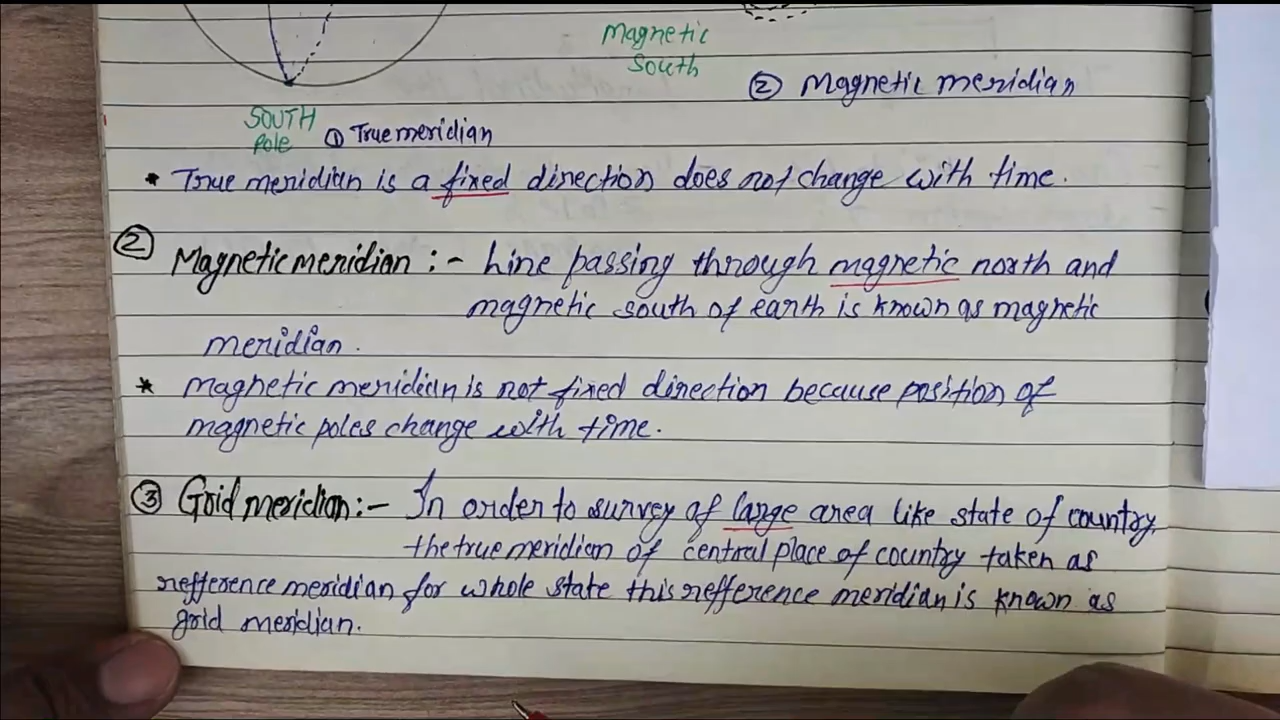 Magnetic
South
② Magnetic meridian
SOUTH
Pole
① True meridian
• True meridian is a fixed direction does not change with time.
② Magnetic meridian :- Line passing through magnetic north and
magnetic south of earth is known as magnetic
meridian.
* magnetic meridian is not fixed direction because position of
magnetic poles change with time.
③ Grid meridian :- In order to survey of large area like state of country
the true meridian of central place of country taken as
refference meridian for whole state this refference meridian is known as
grid meridian.